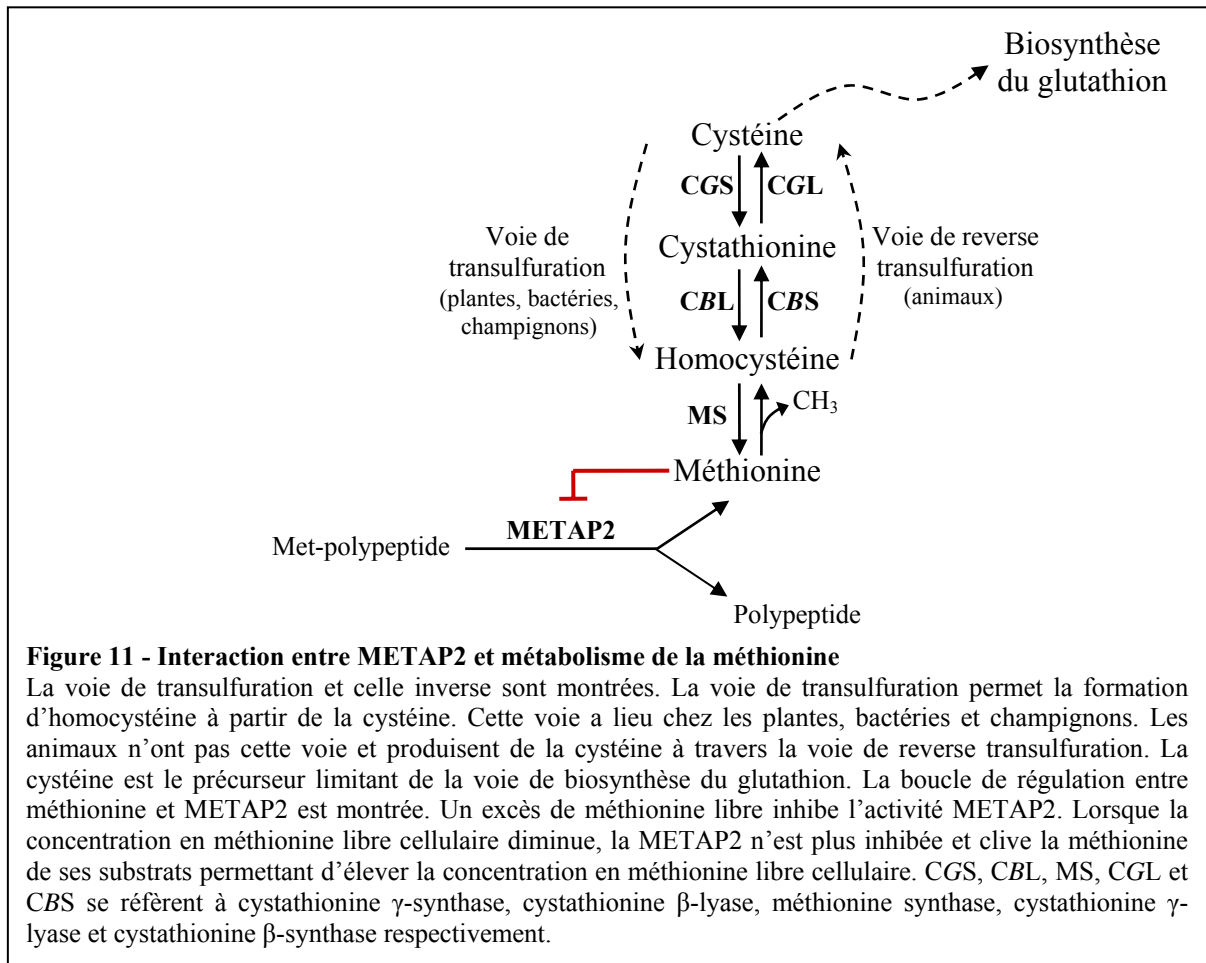 Biosynthèse
du glutathion
Cystéine
CGS
CGL
Voie de
transulfuration
(plantes, bactéries,
champignons)
Cystathionine
Voie de reverse
transulfuration
(animaux)
CBL
CBS
Homocystéine
MS
CH3
Méthionine
METAP2
Met-polypeptide
Polypeptide
Figure 11 - Interaction entre METAP2 et métabolisme de la méthionine
La voie de transulfuration et celle inverse sont montrées. La voie de transulfuration permet la formation
d’homocystéine à partir de la cystéine. Cette voie a lieu chez les plantes, bactéries et champignons. Les
animaux n’ont pas cette voie et produisent de la cystéine à travers la voie de reverse transulfuration. La
cystéine est le précurseur limitant de la voie de biosynthèse du glutathion. La boucle de régulation entre
méthionine et METAP2 est montrée. Un excès de méthionine libre inhibe l’activité METAP2. Lorsque la
concentration en méthionine libre cellulaire diminue, la METAP2 n’est plus inhibée et clive la méthionine
de ses substrats permettant d’élever la concentration en méthionine libre cellulaire. CGS, CBL, MS, CGL et
CBS se réfèrent à cystathionine γ-synthase, cystathionine β-lyase, méthionine synthase, cystathionine γ-
lyase et cystathionine β-synthase respectivement.